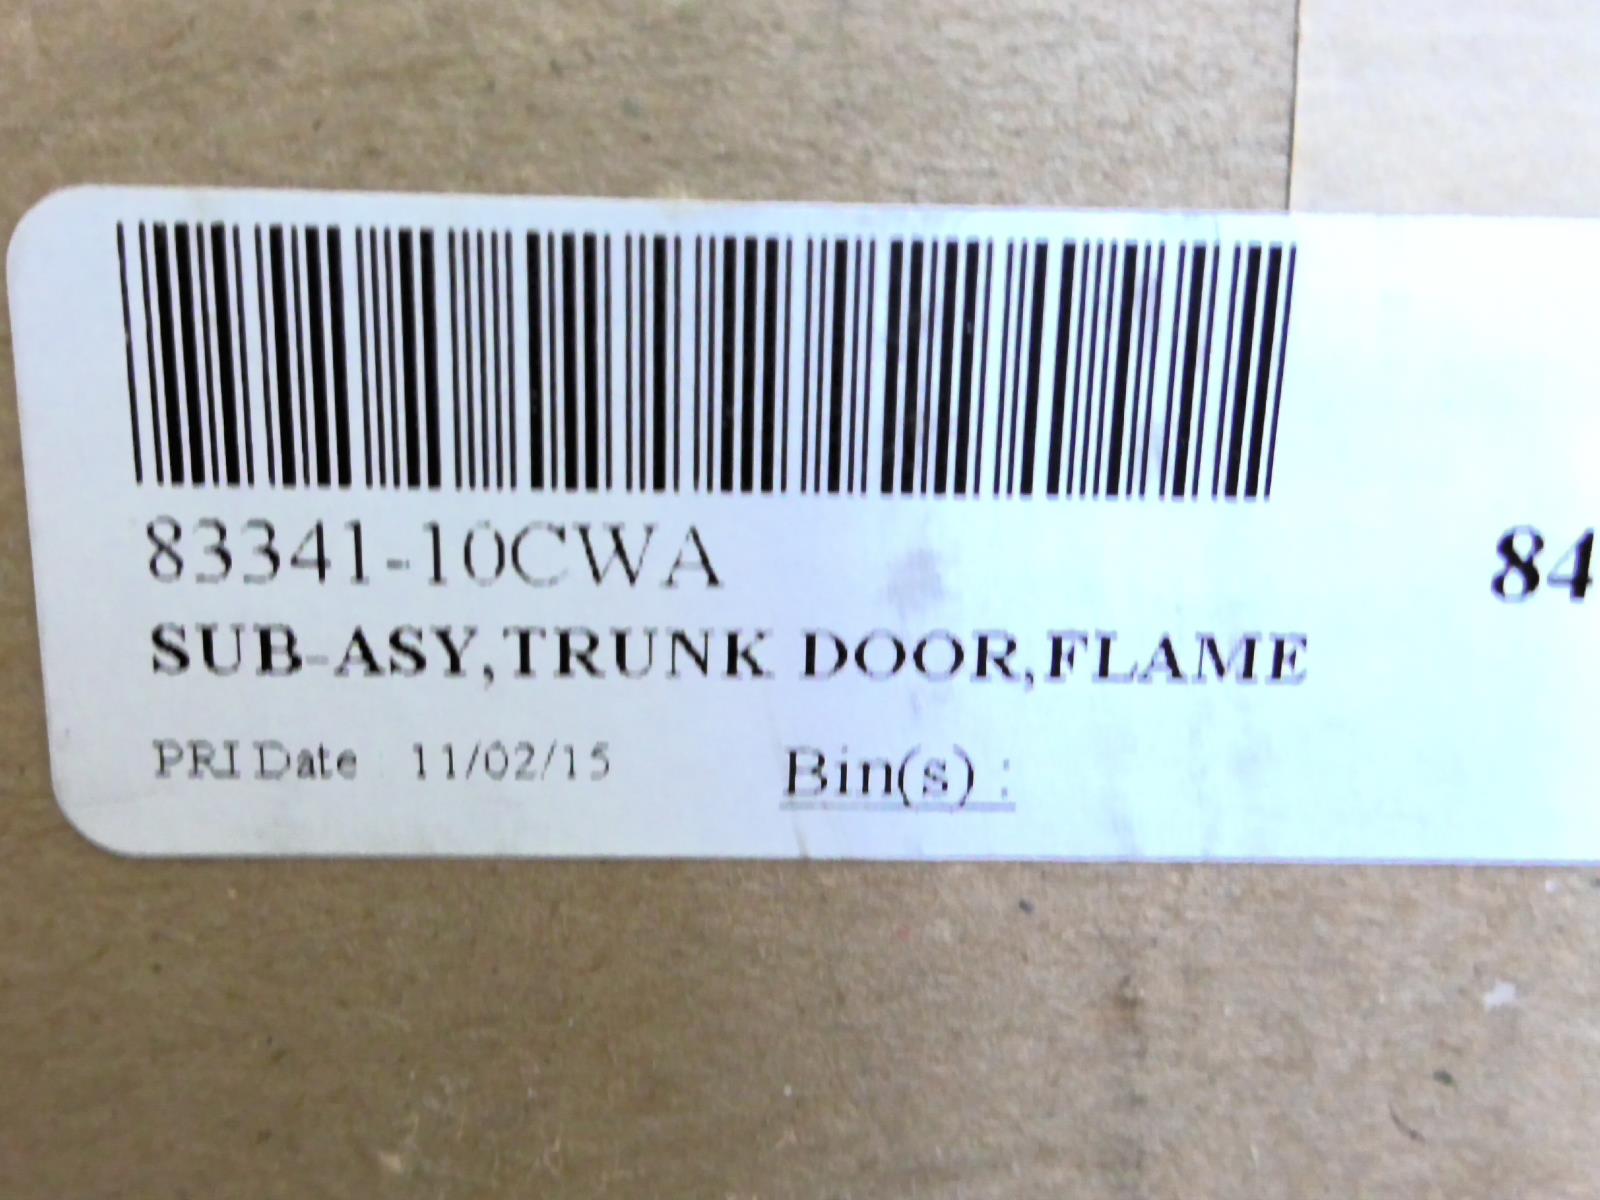 83341-10CWA
84
SUB-ASY,TRUNK DOOR,FLAME
PRI Date : 11/02/15
Bin(s) :